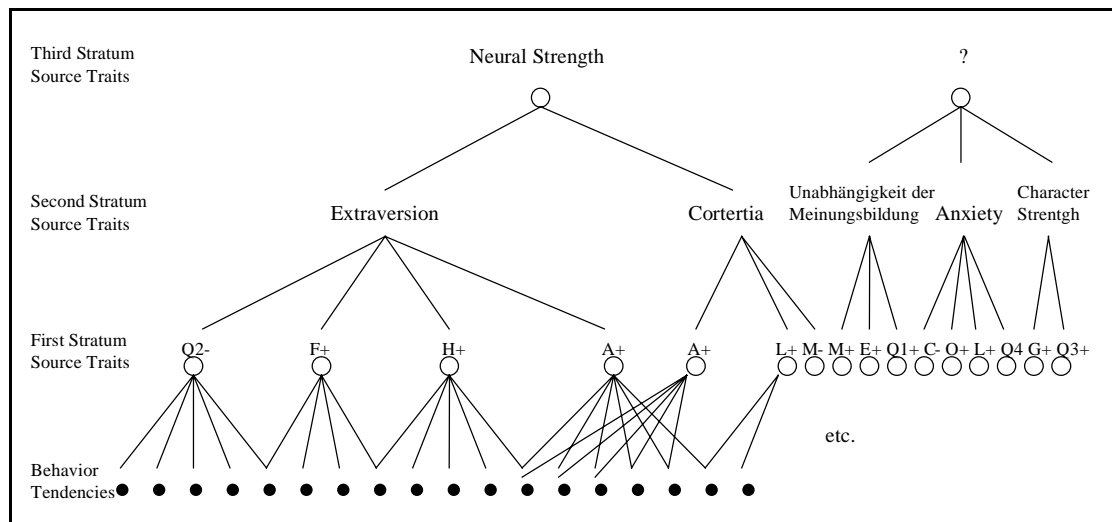 Third Stratum
Source Traits
Neural Strength
?
Second Stratum
Source Traits
Extraversion
Cortertia
Unabhängigkeit der
Meinungsbildung
Anxiety
Character
Strentgh
First Stratum
Source Traits
Q2- F+ H+ A+ A+ L+ M- M+ E+ Q1+ C- O+ L+ Q4 G+ Q3+
etc.
Behavior
Tendencies